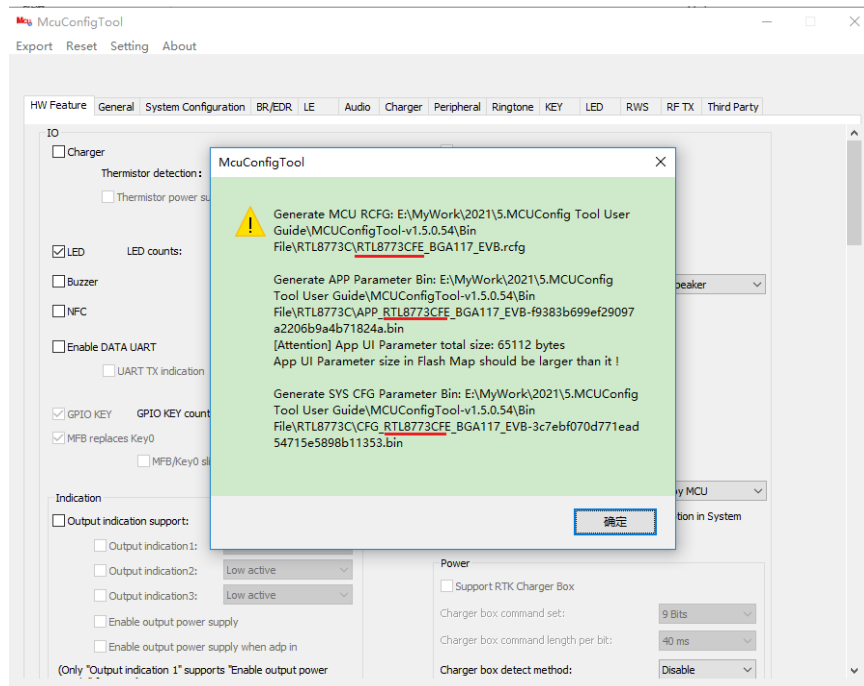 McuConfigTool
Export Reset Setting About
HW Feature General System Configuration BR/EDR LE Audio Charger Peripheral Ringtone KEY LED RWS RF TX Third Party
IO
Charger
Thermistor detection:
Thermistor power su
LED LED counts:
Buzzer
NFC
Enable DATA UART
UART TX indication
GPIO KEY GPIO KEY count
MFB replaces Key0
MFB/Key0 sli
McuConfigTool
Generate MCU RCFG: E:\MyWork\2021\5.MCUConfig Tool User
Guide\MCUConfigTool-v1.5.0.54\Bin
File\RTL8773C\RTL8773CFE_BGA117_EVB.rcfg
Generate APP Parameter Bin: E:\MyWork\2021\5.MCUConfig
Tool User Guide\MCUConfigTool-v1.5.0.54\Bin
File\RTL8773C\APP_RTL8773CFE_BGA117_EVB-f9383b699ef29097
a2206b9a4b71824a.bin
[Attention] App UI Parameter total size: 65112 bytes
App UI Parameter size in Flash Map should be larger than it !
Generate SYS CFG Parameter Bin: E:\MyWork\2021\5.MCUConfig
Tool User Guide\MCUConfigTool-v1.5.0.54\Bin
File\RTL8773C\CFG_RTL8773CFE_BGA117_EVB-3c7ebf070d771ead
54715e5898b11353.bin
确定
peaker
by MCU
tion in System
Indication
Output indication support:
Output indication1:
Output indication2: Low active
Output indication3: Low active
Enable output power supply
Enable output power supply when adp in
(Only "Output indication 1" supports "Enable output power
Power
Support RTK Charger Box
Charger box command set: 9 Bits
Charger box command length per bit: 40 ms
Charger box detect method: Disable